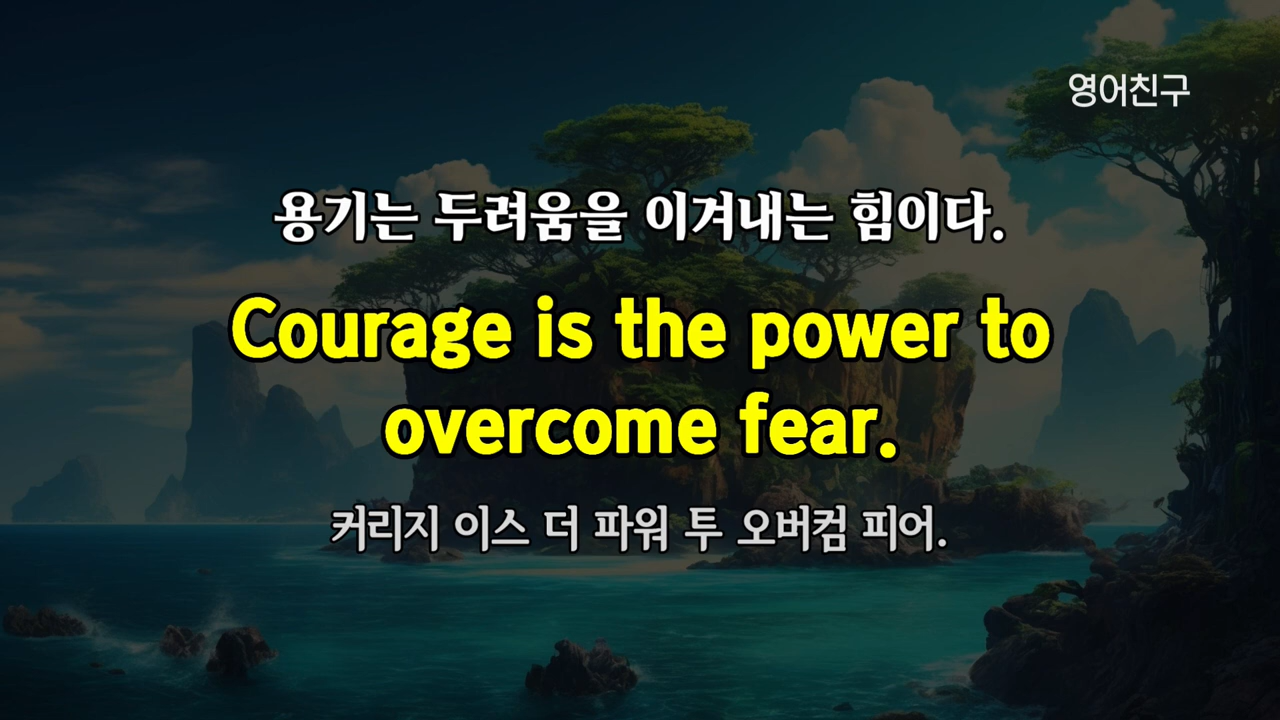 영어친구
용기는 두려움을 이겨내는 힘이다.
Courage is the power to
overcome fear.
커리지 이스 더 파워 투 오버컴 피어.